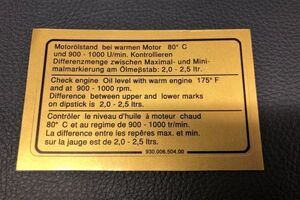 Motorölstand bei warmen Motor 80° C
und 900 - 1000 U/min. Kontrollieren
Differenzmenge zwischen Maximal- und Mini-
malmarkierung am Ölmeßstab: 2,0 - 2,5 ltr.
Check engine Oil level with warm engine 175° F
and at 900 - 1000 rpm.
Difference between upper and lower marks
on dipstick is 2,0 - 2,5 ltrs.
Contrôler le niveau d'huile à moteur chaud
80° C et au regime de 900 - 1000 tr/min.
La difference entre les repères max. et min.
sur la jauge est de 2,0 - 2,5 ltrs.
930.006.504.00